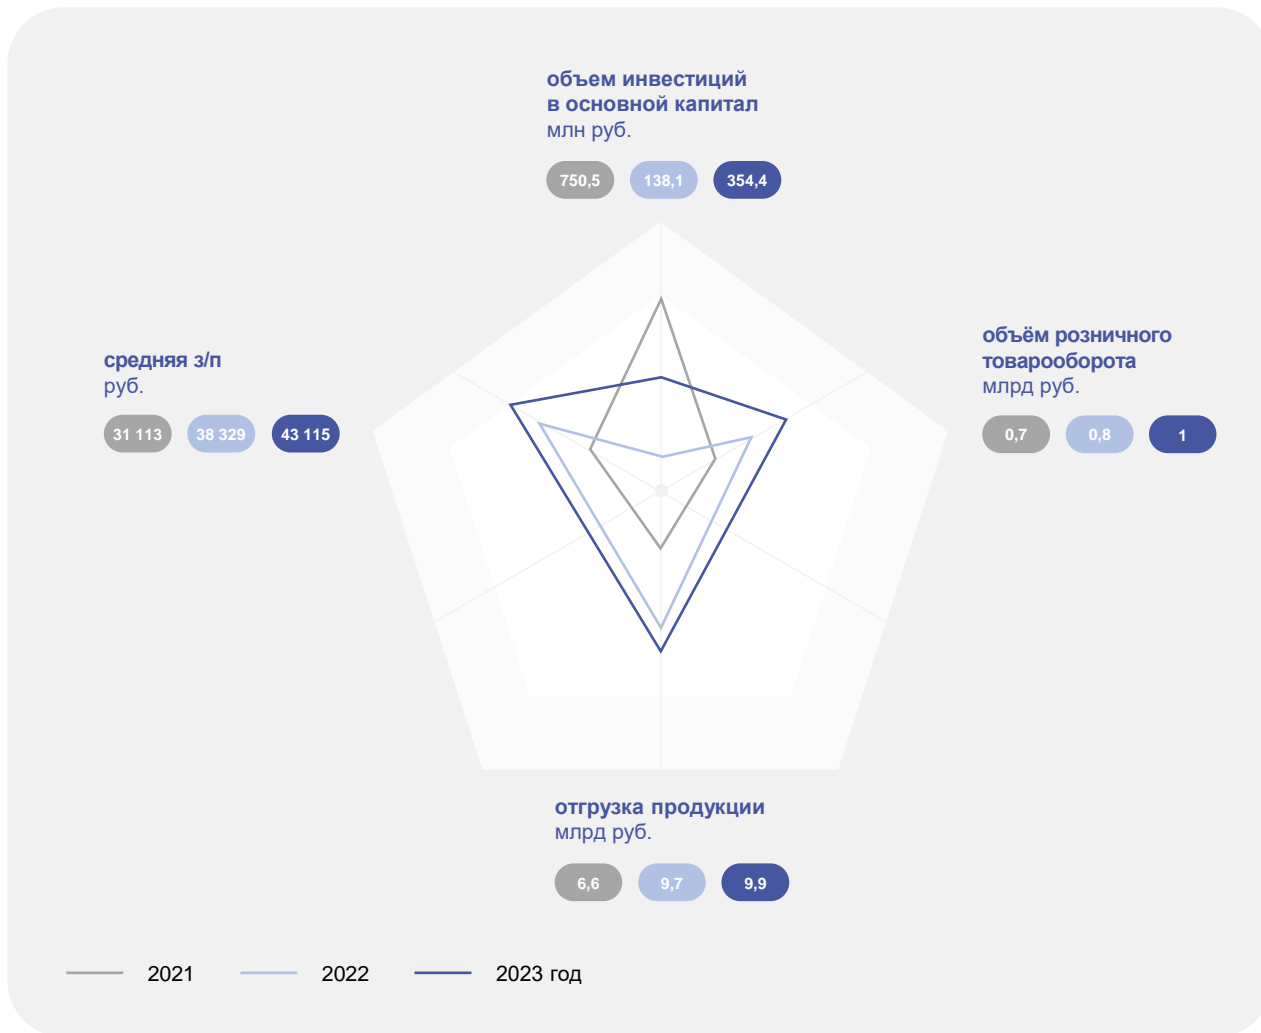 объем инвестиций
в основной капитал
млн руб.
750,5 138,1 354,4
объём розничного
товарооборота
млрд руб.
0,7 0,8 1
средняя з/п
руб.
31 113 38 329 43 115
отгрузка продукции
млрд руб.
6,6 9,7 9,9
2021 2022 2023 год